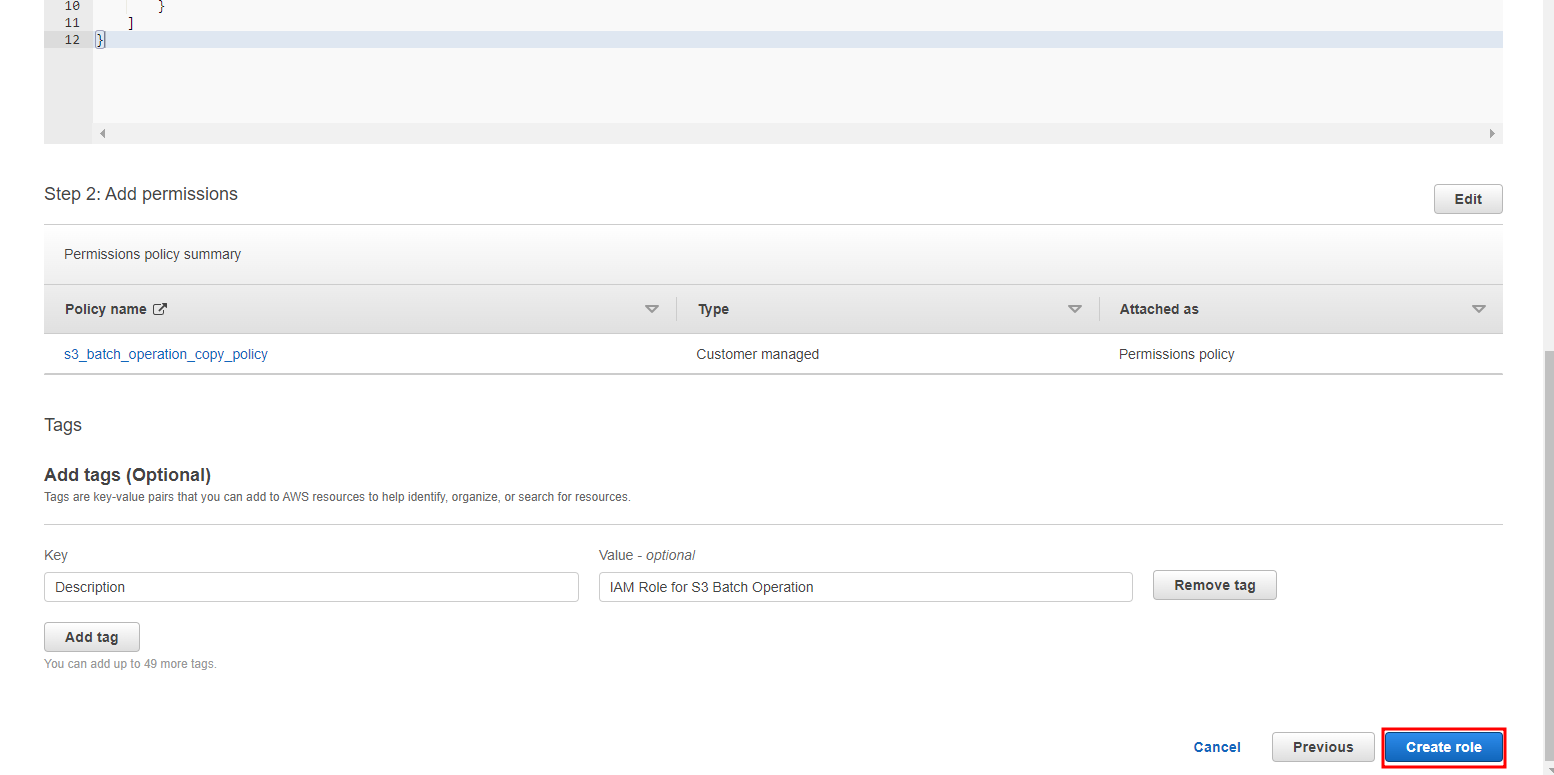 10 }
11 ]
12 }
Step 2: Add permissions
Edit
Permissions policy summary
Policy name Type Attached as
s3_batch_operation_copy_policy Customer managed Permissions policy
Tags
Add tags (Optional)
Tags are key-value pairs that you can add to AWS resources to help identify, organize, or search for resources.
Key Value - optional
Description IAM Role for S3 Batch Operation Remove tag
Add tag
You can add up to 49 more tags.
Cancel Previous Create role